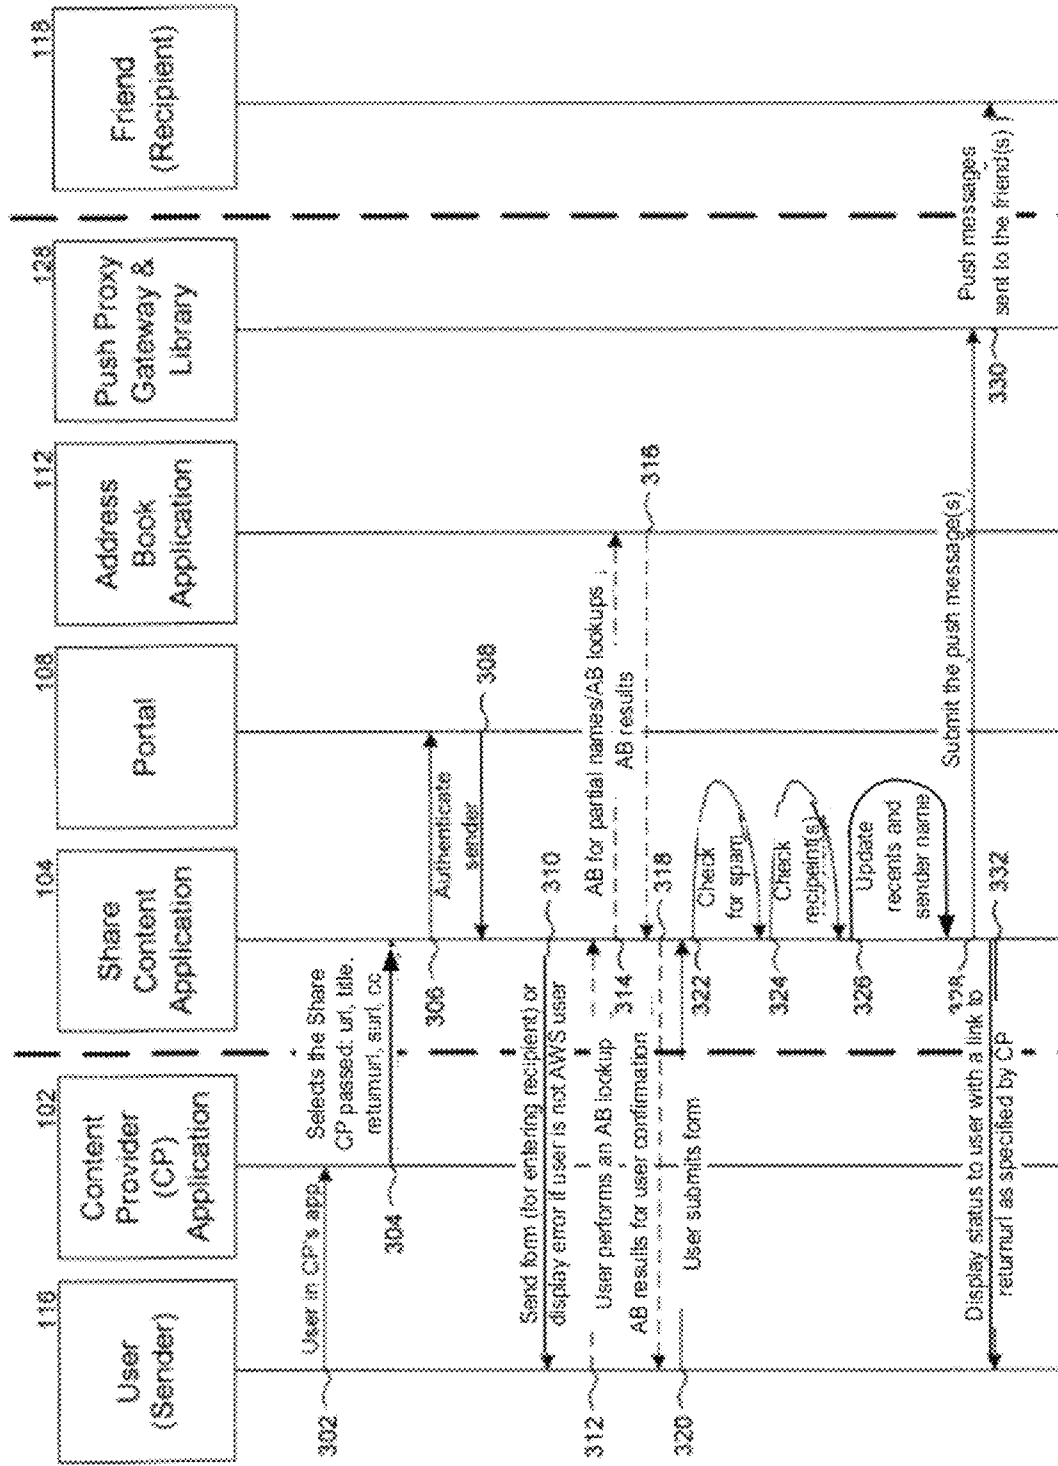 116
User
(Sender)
102
Content
Provider
(CP)
Application
104
Share
Content
Application
108
Portal
112
Address
Book
Application
128
Push Proxy
Gateway &
Library
118
Friend
(Recipient)
302
User in CP's app
304
Selects the Share
CP passed: url, title,
returnurl, surl, cc
306
Authenticate
sender
308
310
Send form (for entering recipient) or
display error if user is not AWS user
312
User performs an AB lookup
314
AB for partial names/AB lookups
316
AB results
318
AB results for user confirmation
320
User submits form
322
Check
for spam
324
Check
recipeint(s)
326
Update
recents and
sender name
328
Submit the push message(s)
330
Push messages
sent to the friend(s)
332
Display status to user with a link to
returnurl as specified by CP